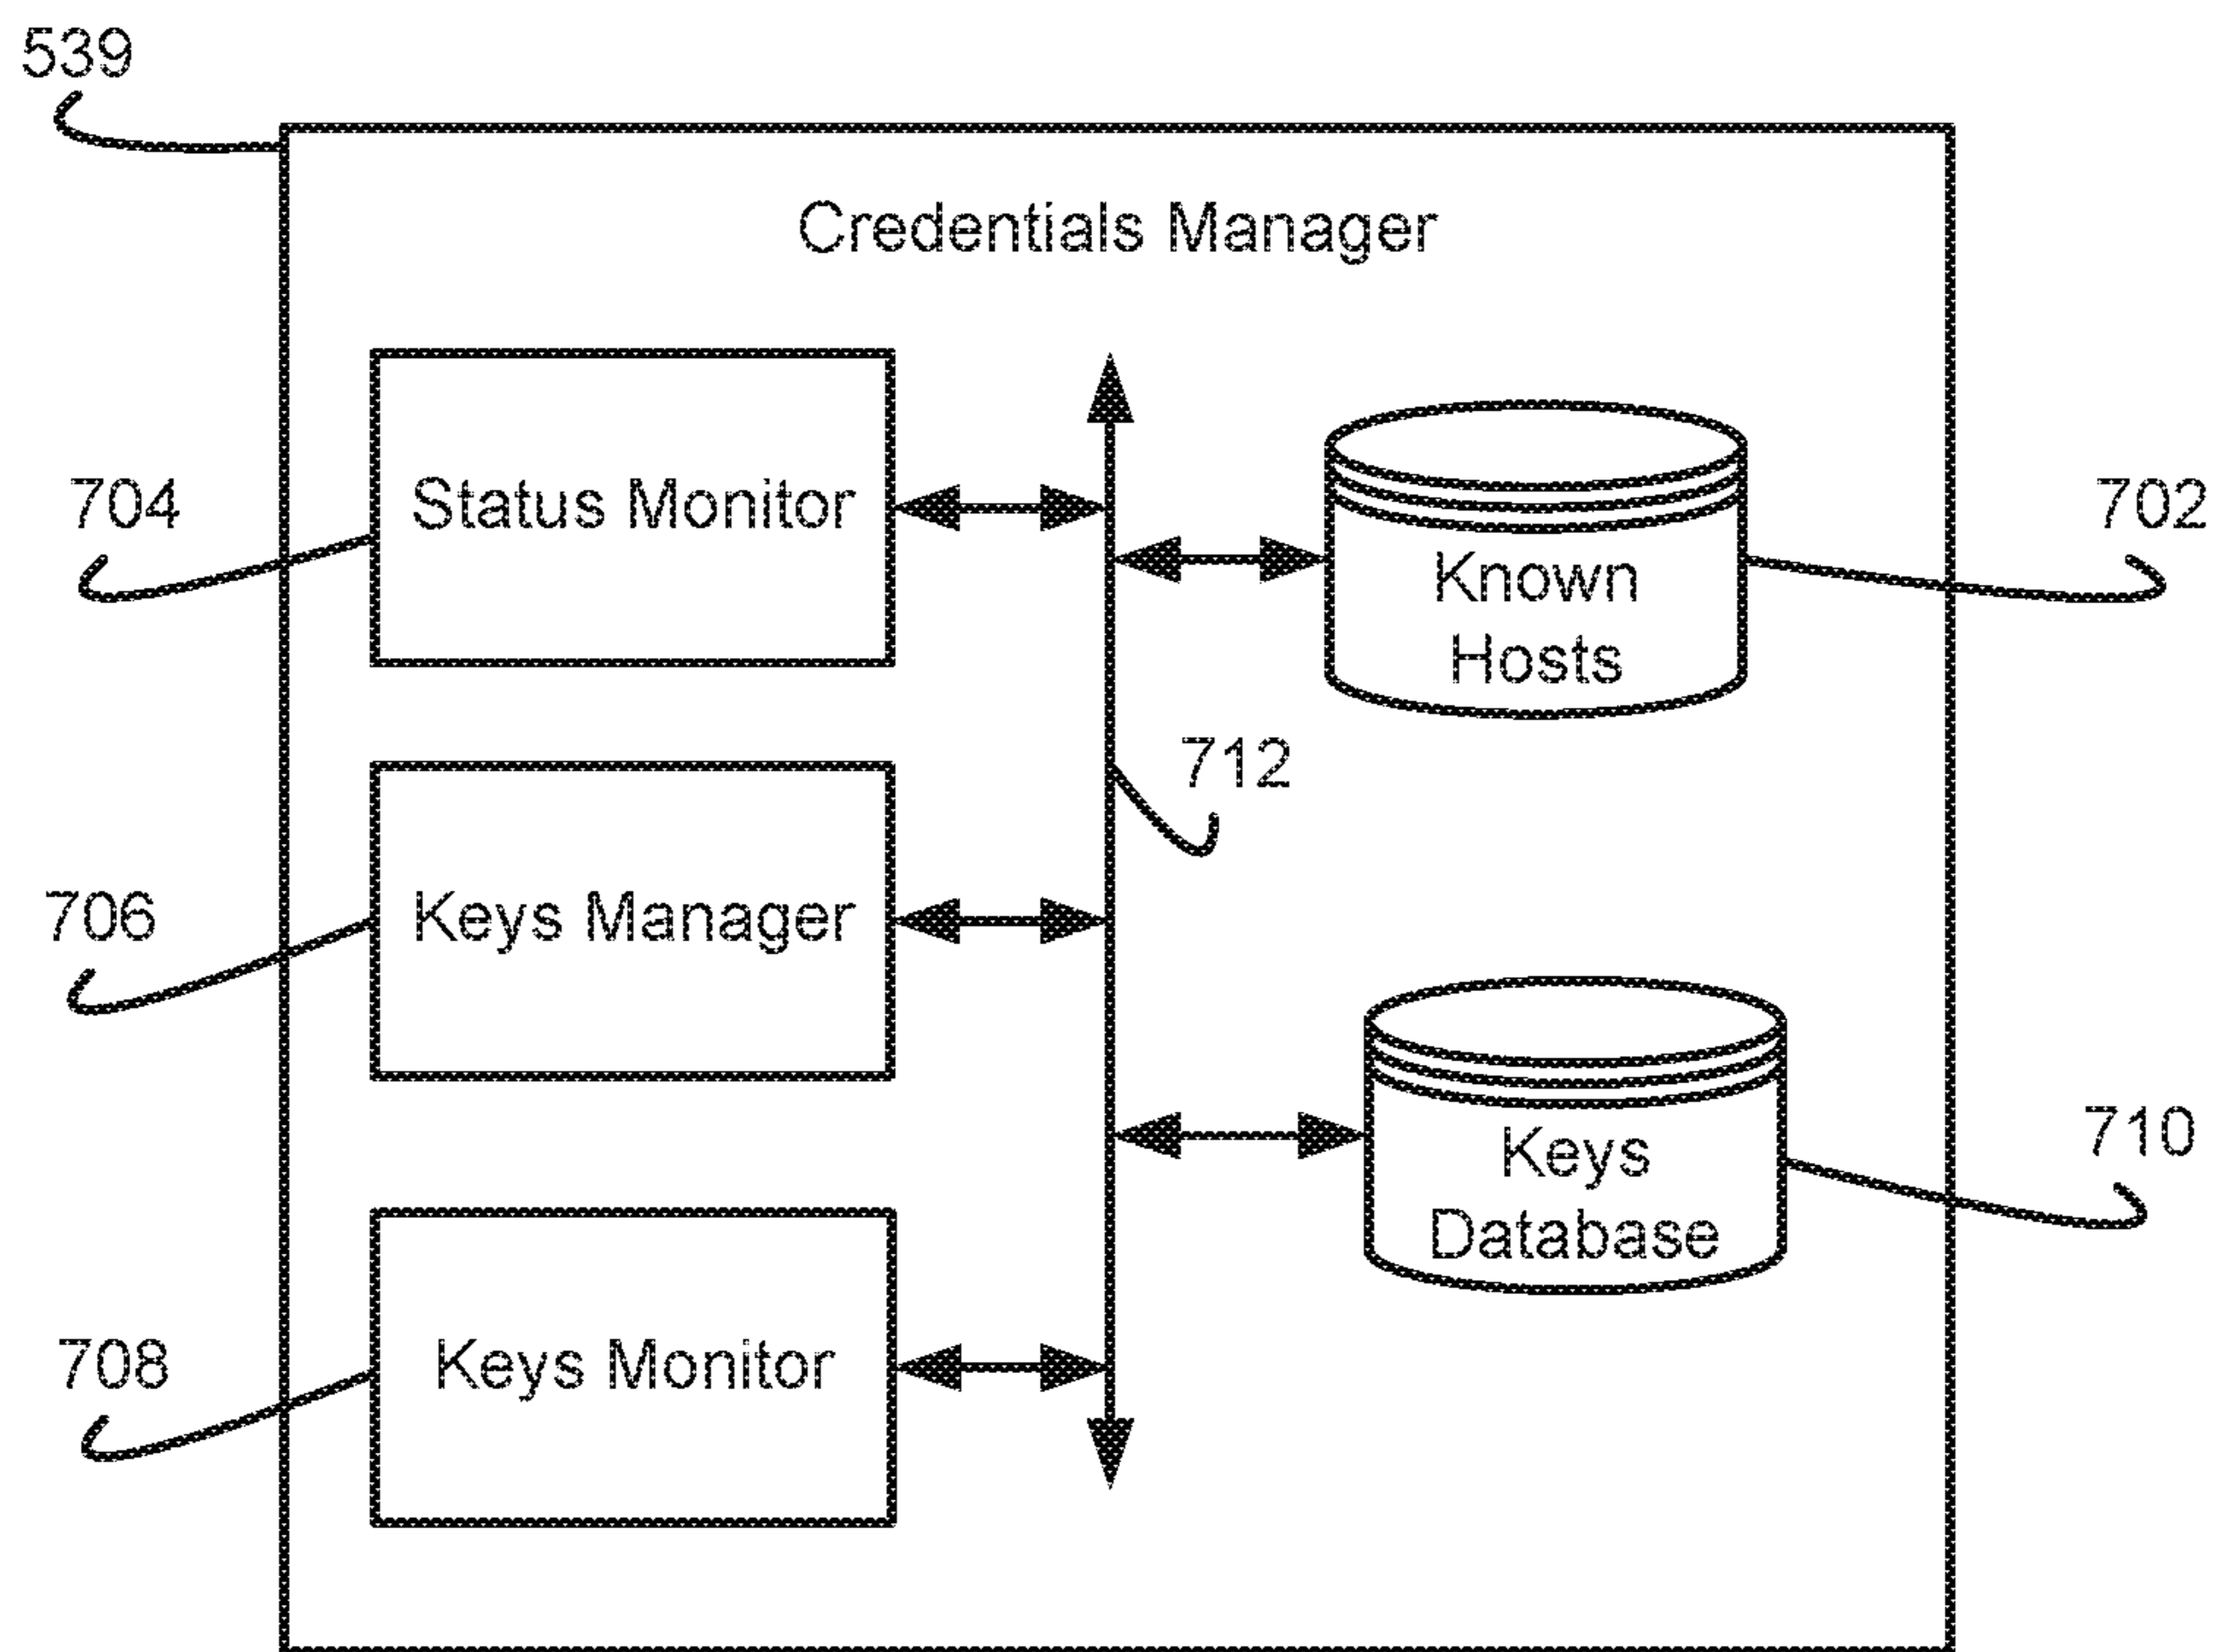 539
Credentials Manager
704
Status Monitor
702
Known
Hosts
712
706
Keys Manager
710
Keys
Database
708
Keys Monitor